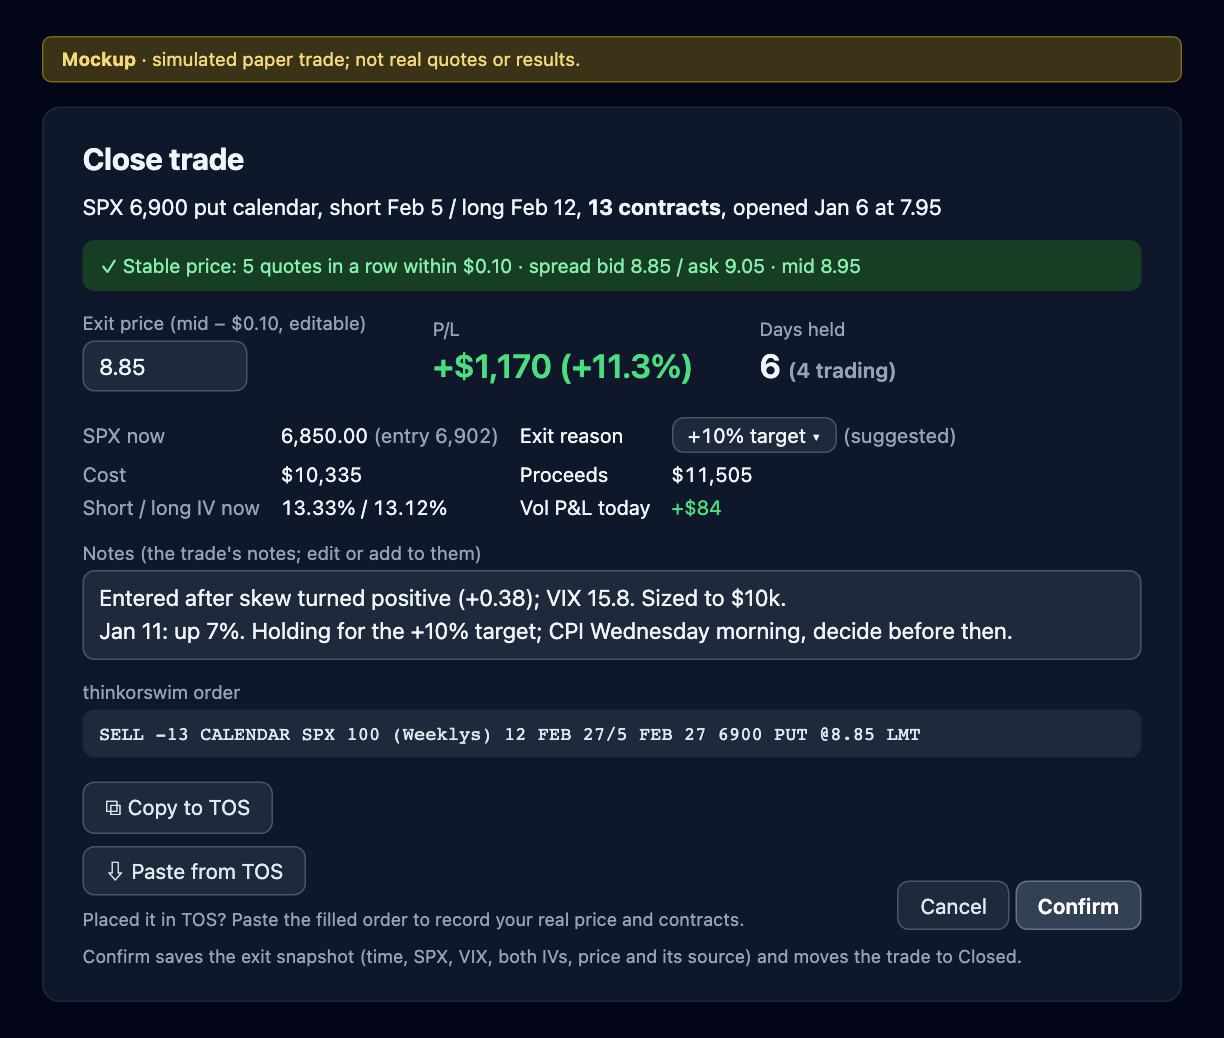 Mockup · simulated paper trade; not real quotes or results.
Close trade
SPX 6,900 put calendar, short Feb 5 / long Feb 12, 13 contracts, opened Jan 6 at 7.95
✓ Stable price: 5 quotes in a row within $0.10 · spread bid 8.85 / ask 9.05 · mid 8.95
Exit price (mid – $0.10, editable)
8.85
P/L
+$1,170 (+11.3%)
Days held
6 (4 trading)
SPX now 6,850.00 (entry 6,902) Exit reason +10% target ▾ (suggested)
Cost $10,335 Proceeds $11,505
Short / long IV now 13.33% / 13.12% Vol P&L today +$84
Notes (the trade's notes; edit or add to them)
Entered after skew turned positive (+0.38); VIX 15.8. Sized to $10k.
Jan 11: up 7%. Holding for the +10% target; CPI Wednesday morning, decide before then.
thinkorswim order
SELL -13 CALENDAR SPX 100 (Weeklys) 12 FEB 27/5 FEB 27 6900 PUT @8.85 LMT
⧉ Copy to TOS
⇩ Paste from TOS
Placed it in TOS? Paste the filled order to record your real price and contracts.
Cancel Confirm
Confirm saves the exit snapshot (time, SPX, VIX, both IVs, price and its source) and moves the trade to Closed.